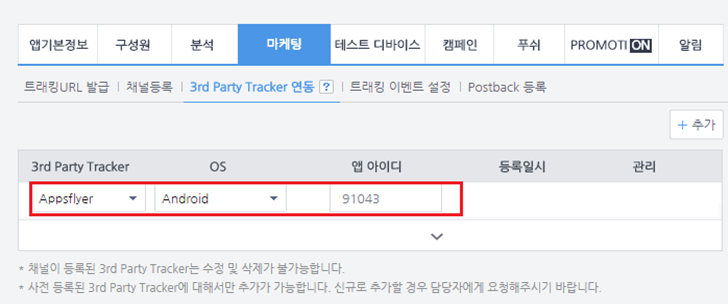 앱기본정보 구성원 분석 마케팅 테스트 디바이스 캠페인 푸쉬 PROMOTION 알림
트래킹URL 발급 | 채널등록 | 3rd Party Tracker 연동 ? | 트래킹 이벤트 설정 | Postback 등록
+ 추가
3rd Party Tracker OS 앱 아이디 등록일시 관리
Appsflyer Android 91043
* 채널이 등록된 3rd Party Tracker는 수정 및 삭제가 불가능합니다.
* 사전 등록된 3rd Party Tracker에 대해서만 추가가 가능합니다. 신규로 추가할 경우 담당자에게 요청해주시기 바랍니다.